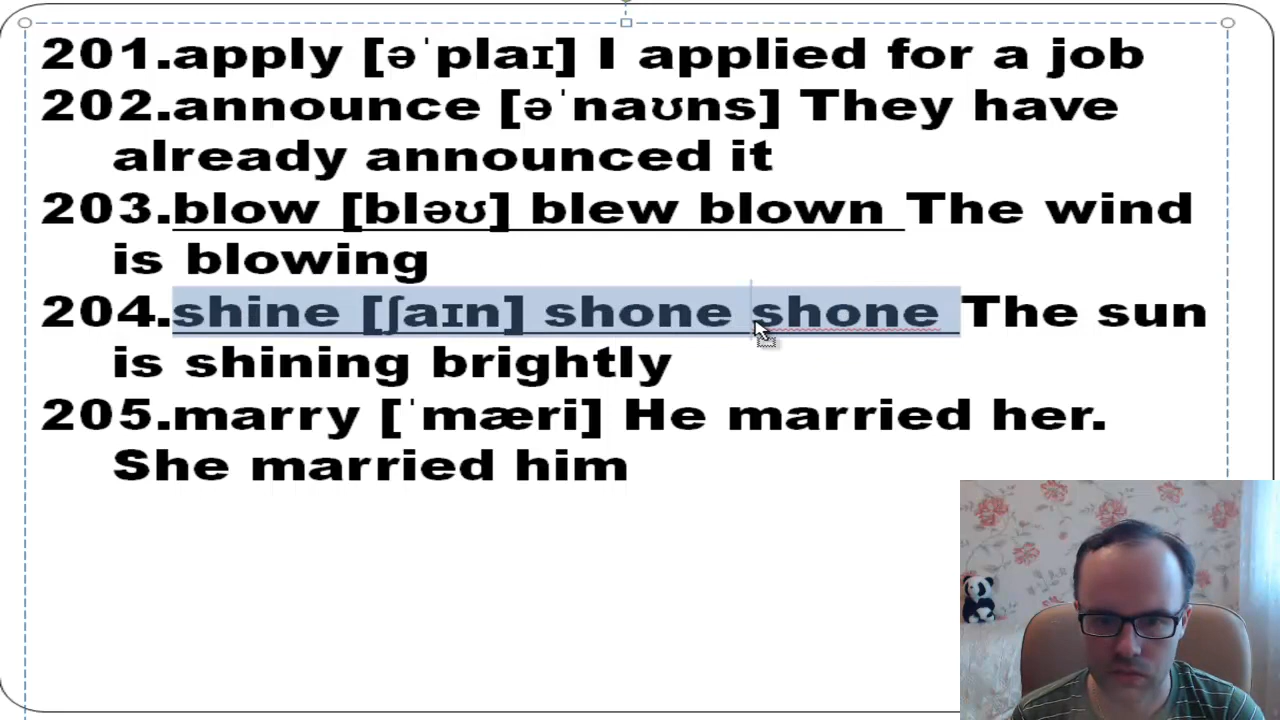 201.apply [əˈplaɪ] I applied for a job
202.announce [əˈnaʊns] They have
already announced it
203.blow [bləʊ] blew blown The wind
is blowing
204.shine [ʃaɪn] shone shone The sun
is shining brightly
205.marry [ˈmæri] He married her.
She married him